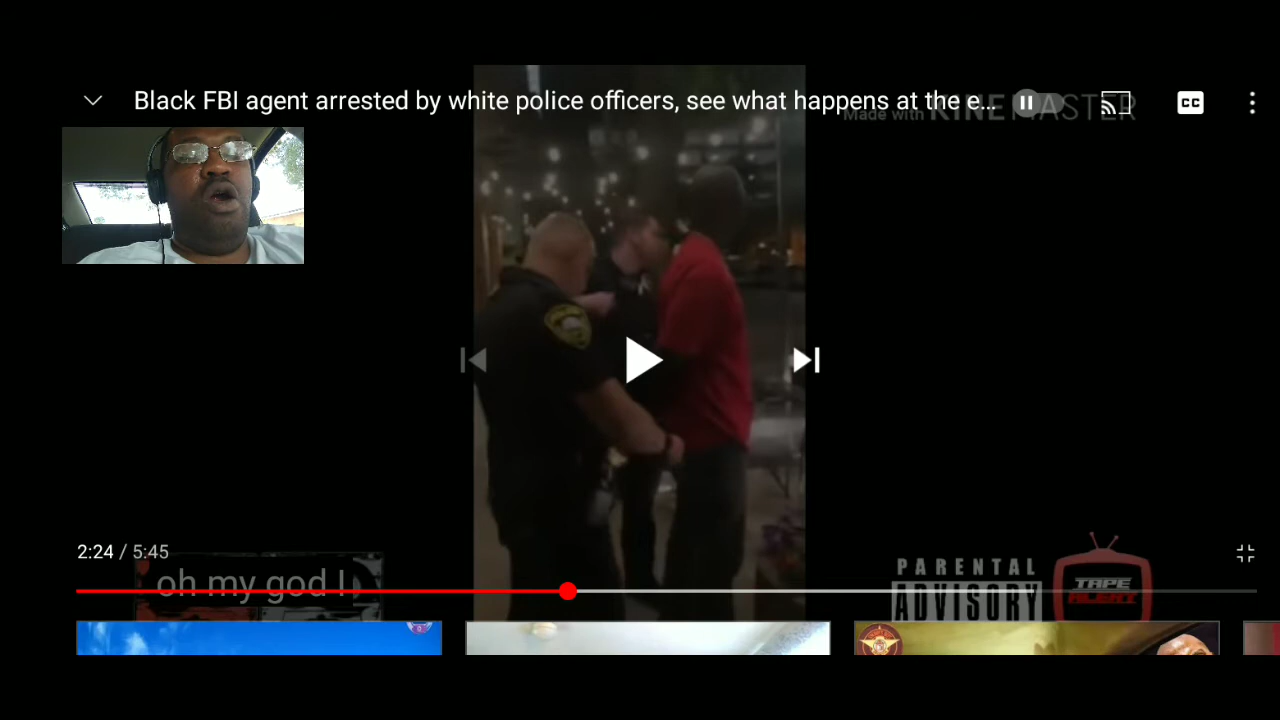 Black FBI agent arrested by white police officers, see what happens at the e...
Made with KINEMASTER
CC
2:24 / 5:45
oh my god I
PARENTAL
ADVISORY
TAPE
ALERT